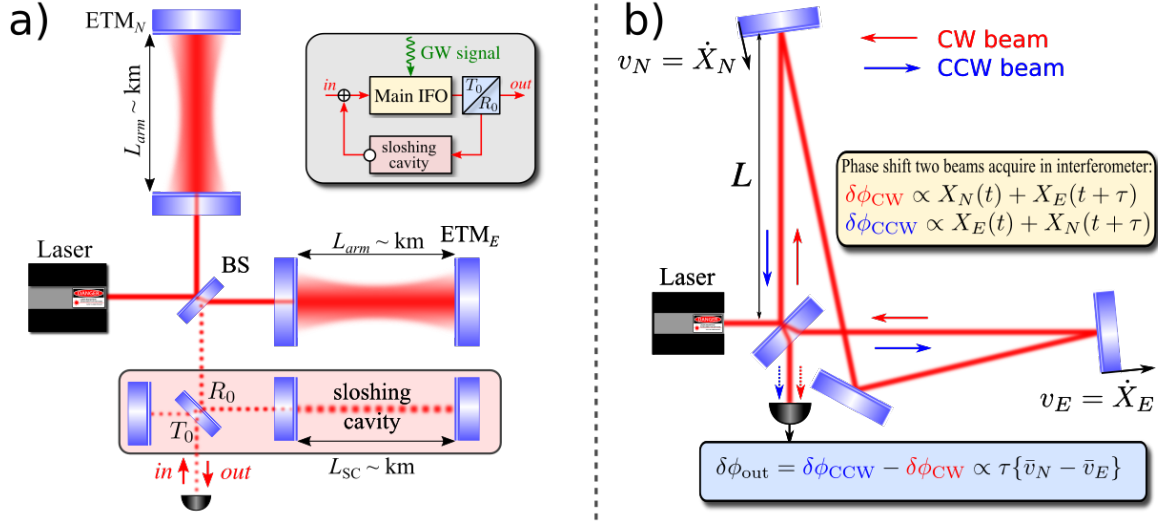 a)
ETM_N
L_arm ~ km
GW signal
in
Main IFO
T_0
R_0
out
sloshing
cavity
Laser
DANGER
BS
L_arm ~ km
ETM_E
R_0
T_0
sloshing
cavity
L_SC ~ km
in
out
b)
v_N = Ẋ_N
CW beam
CCW beam
L
Phase shift two beams acquire in interferometer:
δϕ_CW ∝ X_N(t) + X_E(t + τ)
δϕ_CCW ∝ X_E(t) + X_N(t + τ)
Laser
DANGER
v_E = Ẋ_E
δϕ_out = δϕ_CCW − δϕ_CW ∝ τ{v̄_N − v̄_E}